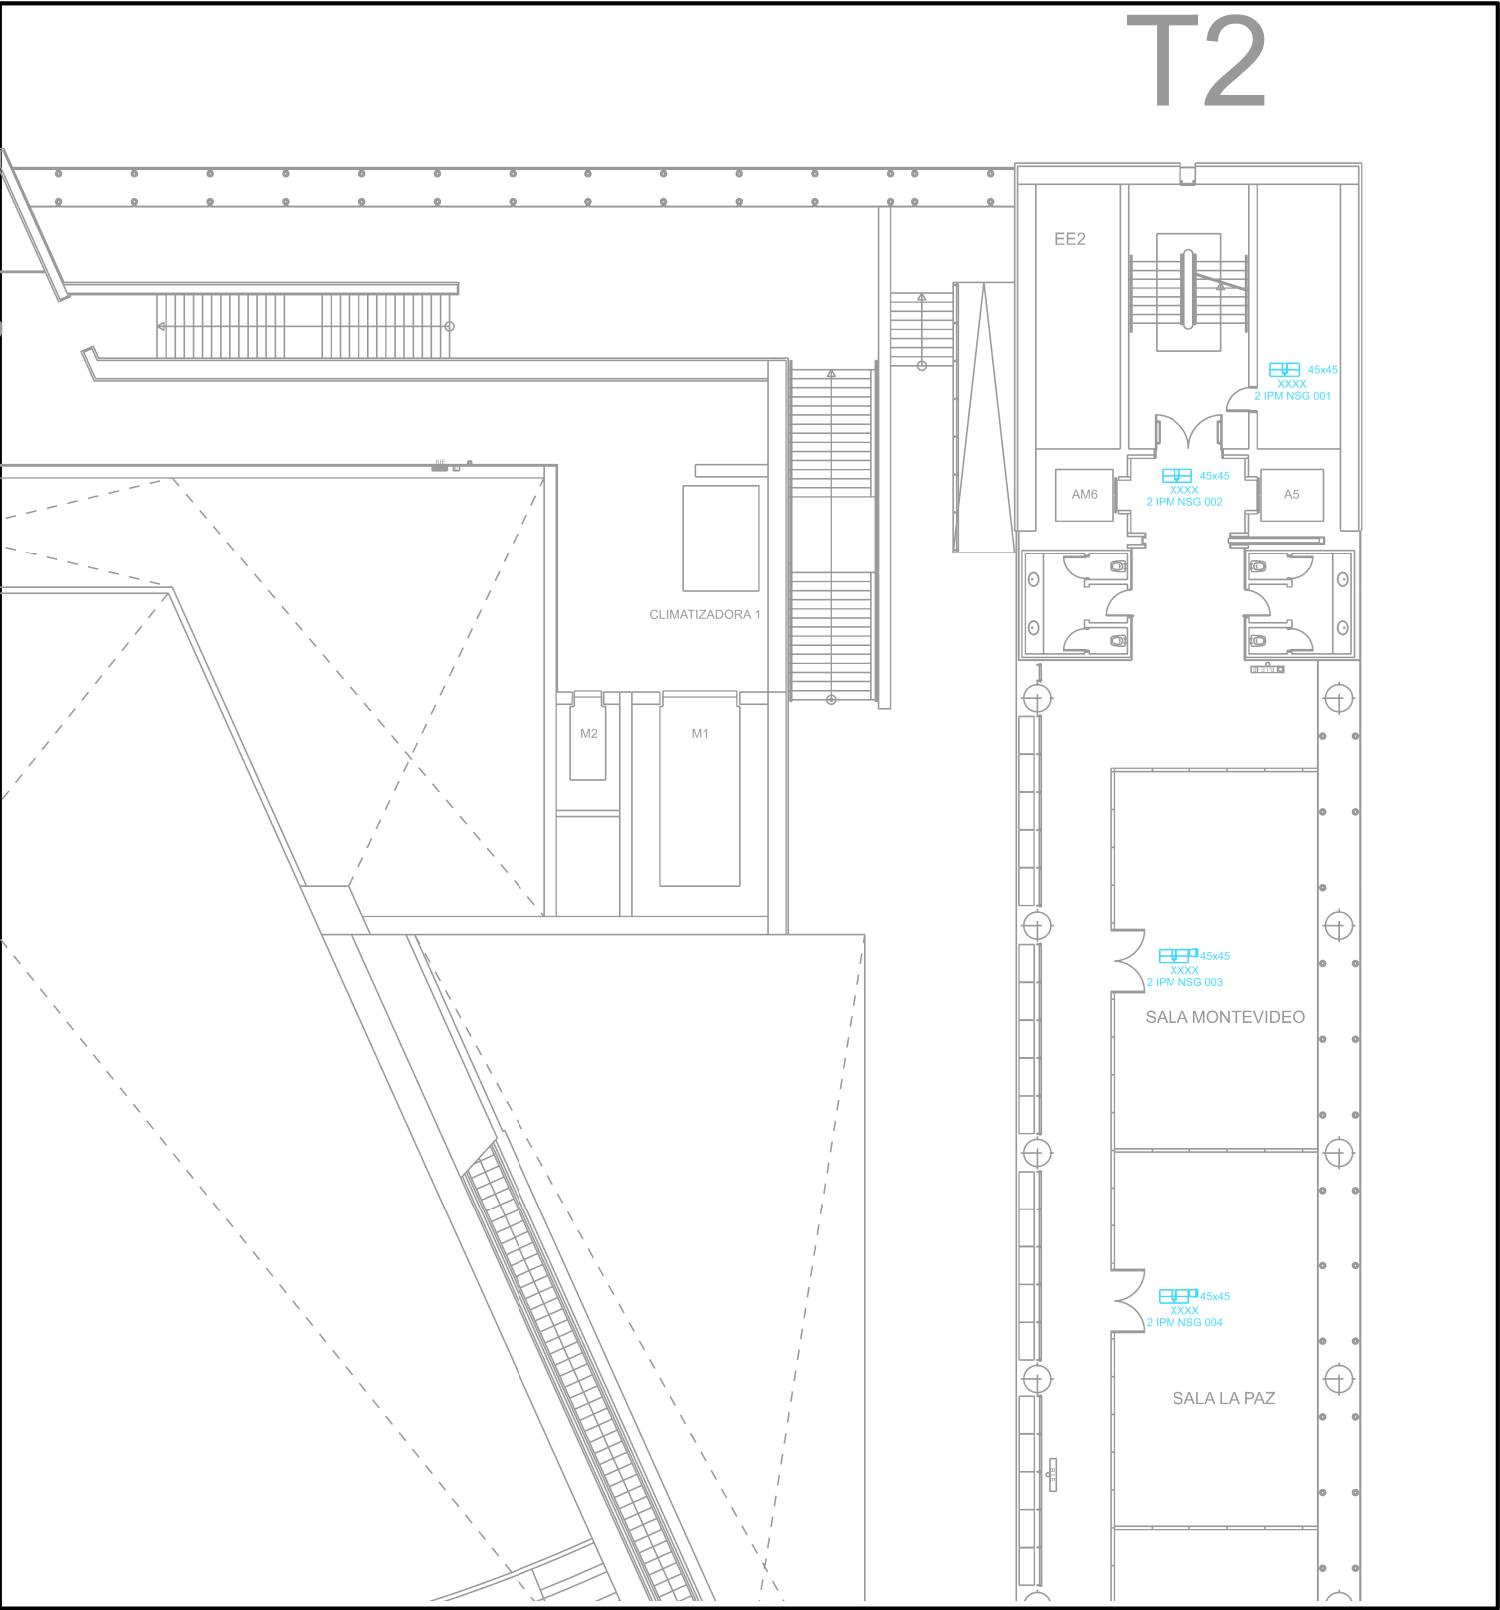 T2
EE2
45x45
XXXX
2 IPM NSG 001
BIE
AM6
45x45
XXXX
2 IPM NSG 002
A5
CLIMATIZADORA 1
M2
M1
45x45
XXXX
2 IPM NSG 003
SALA MONTEVIDEO
45x45
XXXX
2 IPM NSG 004
SALA LA PAZ
B.I.E.